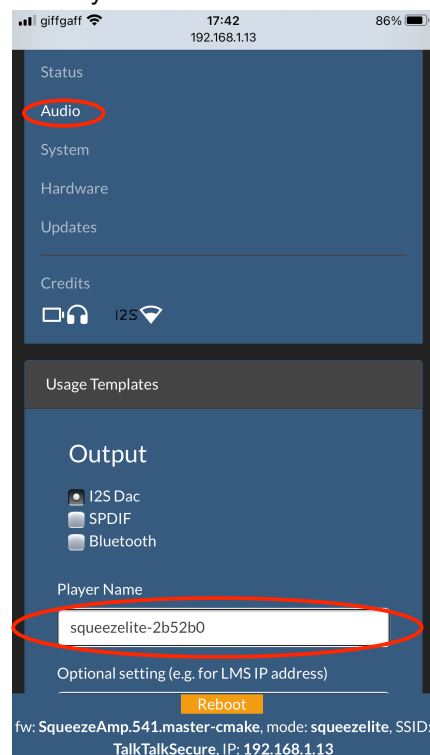 giffgaff 17:42 86%
192.168.1.13
Status
Audio
System
Hardware
Updates
Credits
I2S
Usage Templates
Output
I2S Dac
SPDIF
Bluetooth
Player Name
squeezelite-2b52b0
Optional setting (e.g. for LMS IP address)
Reboot
fw: SqueezeAmp.541.master-cmake, mode: squeezelite, SSID:
TalkTalkSecure, IP: 192.168.1.13